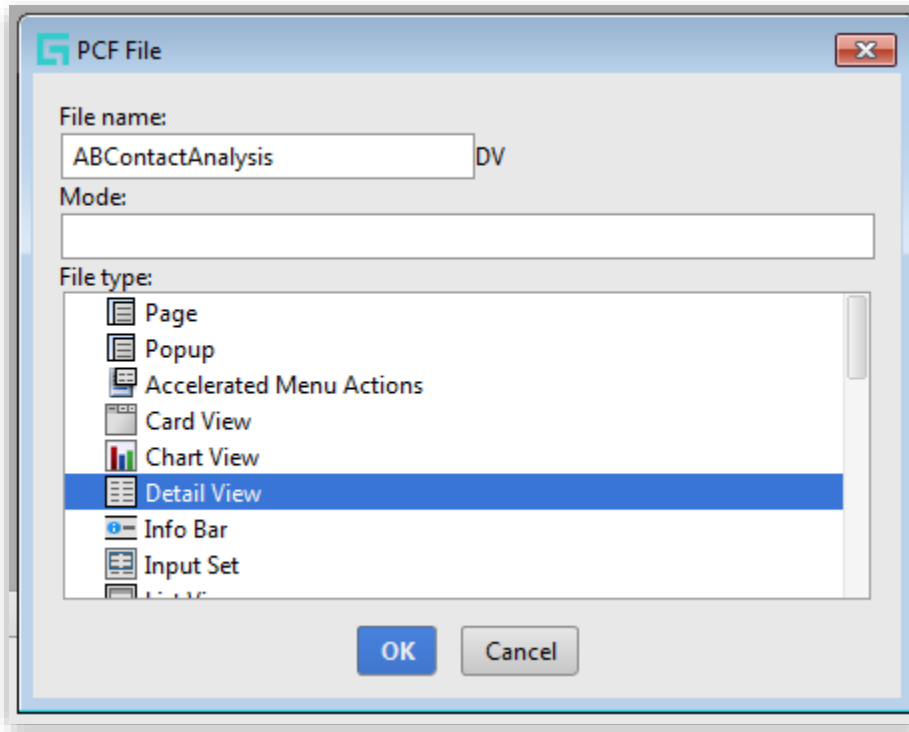 PCF File
File name:
ABContactAnalysis DV
Mode:
File type:
Page
Popup
Accelerated Menu Actions
Card View
Chart View
Detail View
Info Bar
Input Set
OK Cancel